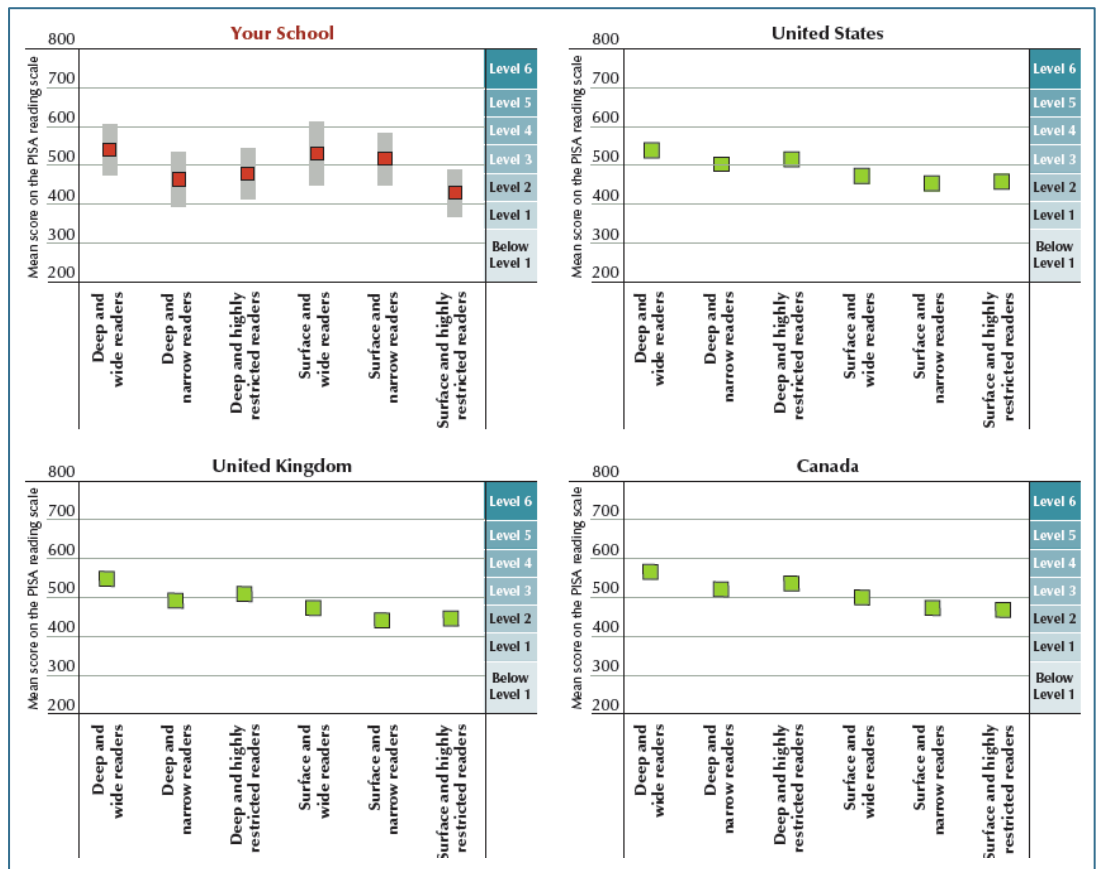 Your School
Mean score on the PISA reading scale
800
700
600
500
400
300
200
Level 6
Level 5
Level 4
Level 3
Level 2
Level 1
Below
Level 1
Deep and
wide readers
Deep and
narrow readers
Deep and highly
restricted readers
Surface and
wide readers
Surface and
narrow readers
Surface and highly
restricted readers
United States
Mean score on the PISA reading scale
800
700
600
500
400
300
200
Level 6
Level 5
Level 4
Level 3
Level 2
Level 1
Below
Level 1
Deep and
wide readers
Deep and
narrow readers
Deep and highly
restricted readers
Surface and
wide readers
Surface and
narrow readers
Surface and highly
restricted readers
United Kingdom
Mean score on the PISA reading scale
800
700
600
500
400
300
200
Level 6
Level 5
Level 4
Level 3
Level 2
Level 1
Below
Level 1
Deep and
wide readers
Deep and
narrow readers
Deep and highly
restricted readers
Surface and
wide readers
Surface and
narrow readers
Surface and highly
restricted readers
Canada
Mean score on the PISA reading scale
800
700
600
500
400
300
200
Level 6
Level 5
Level 4
Level 3
Level 2
Level 1
Below
Level 1
Deep and
wide readers
Deep and
narrow readers
Deep and highly
restricted readers
Surface and
wide readers
Surface and
narrow readers
Surface and highly
restricted readers